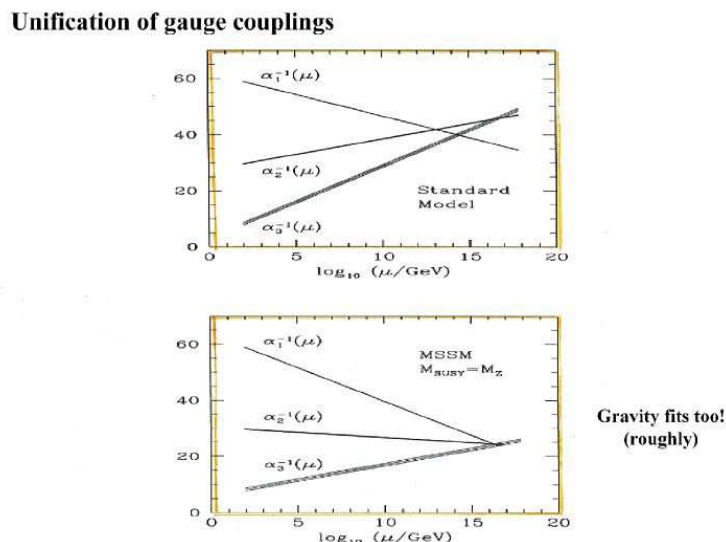 Unification of gauge couplings
60
40
20
0
α₁⁻¹(μ)
α₂⁻¹(μ)
α₃⁻¹(μ)
Standard
Model
0 5 10 15 20
log₁₀ (μ/GeV)
60
40
20
0
α₁⁻¹(μ)
MSSM
M_SUSY=M_Z
α₂⁻¹(μ)
α₃⁻¹(μ)
0 5 10 15 20
log₁₀ (μ/GeV)
Gravity fits too!
(roughly)